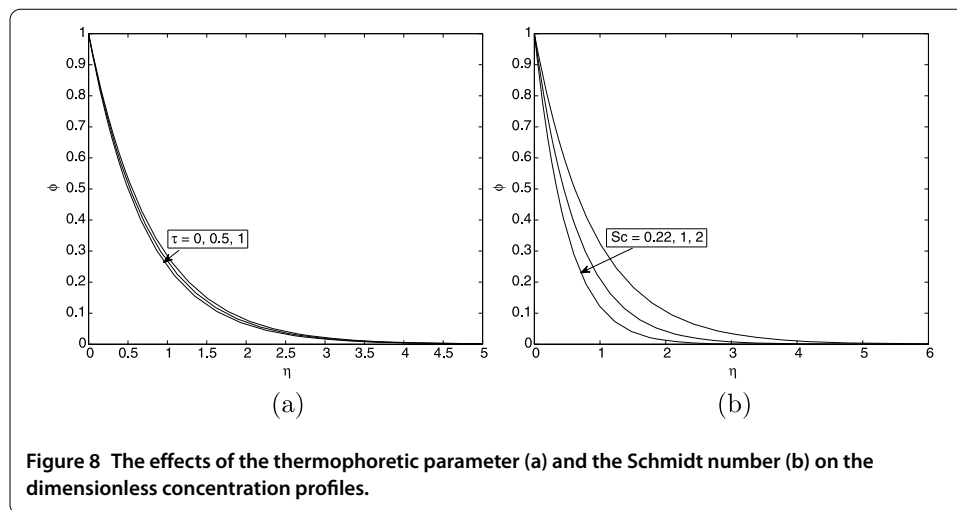 1
0.9
0.8
0.7
0.6
0.5
0.4
0.3
0.2
0.1
0
ϕ
τ = 0, 0.5, 1
0 0.5 1 1.5 2 2.5 3 3.5 4 4.5 5
η
(a)
1
0.9
0.8
0.7
0.6
0.5
0.4
0.3
0.2
0.1
0
ϕ
Sc = 0.22, 1, 2
0 1 2 3 4 5 6
η
(b)
Figure 8 The effects of the thermophoretic parameter (a) and the Schmidt number (b) on the
dimensionless concentration profiles.